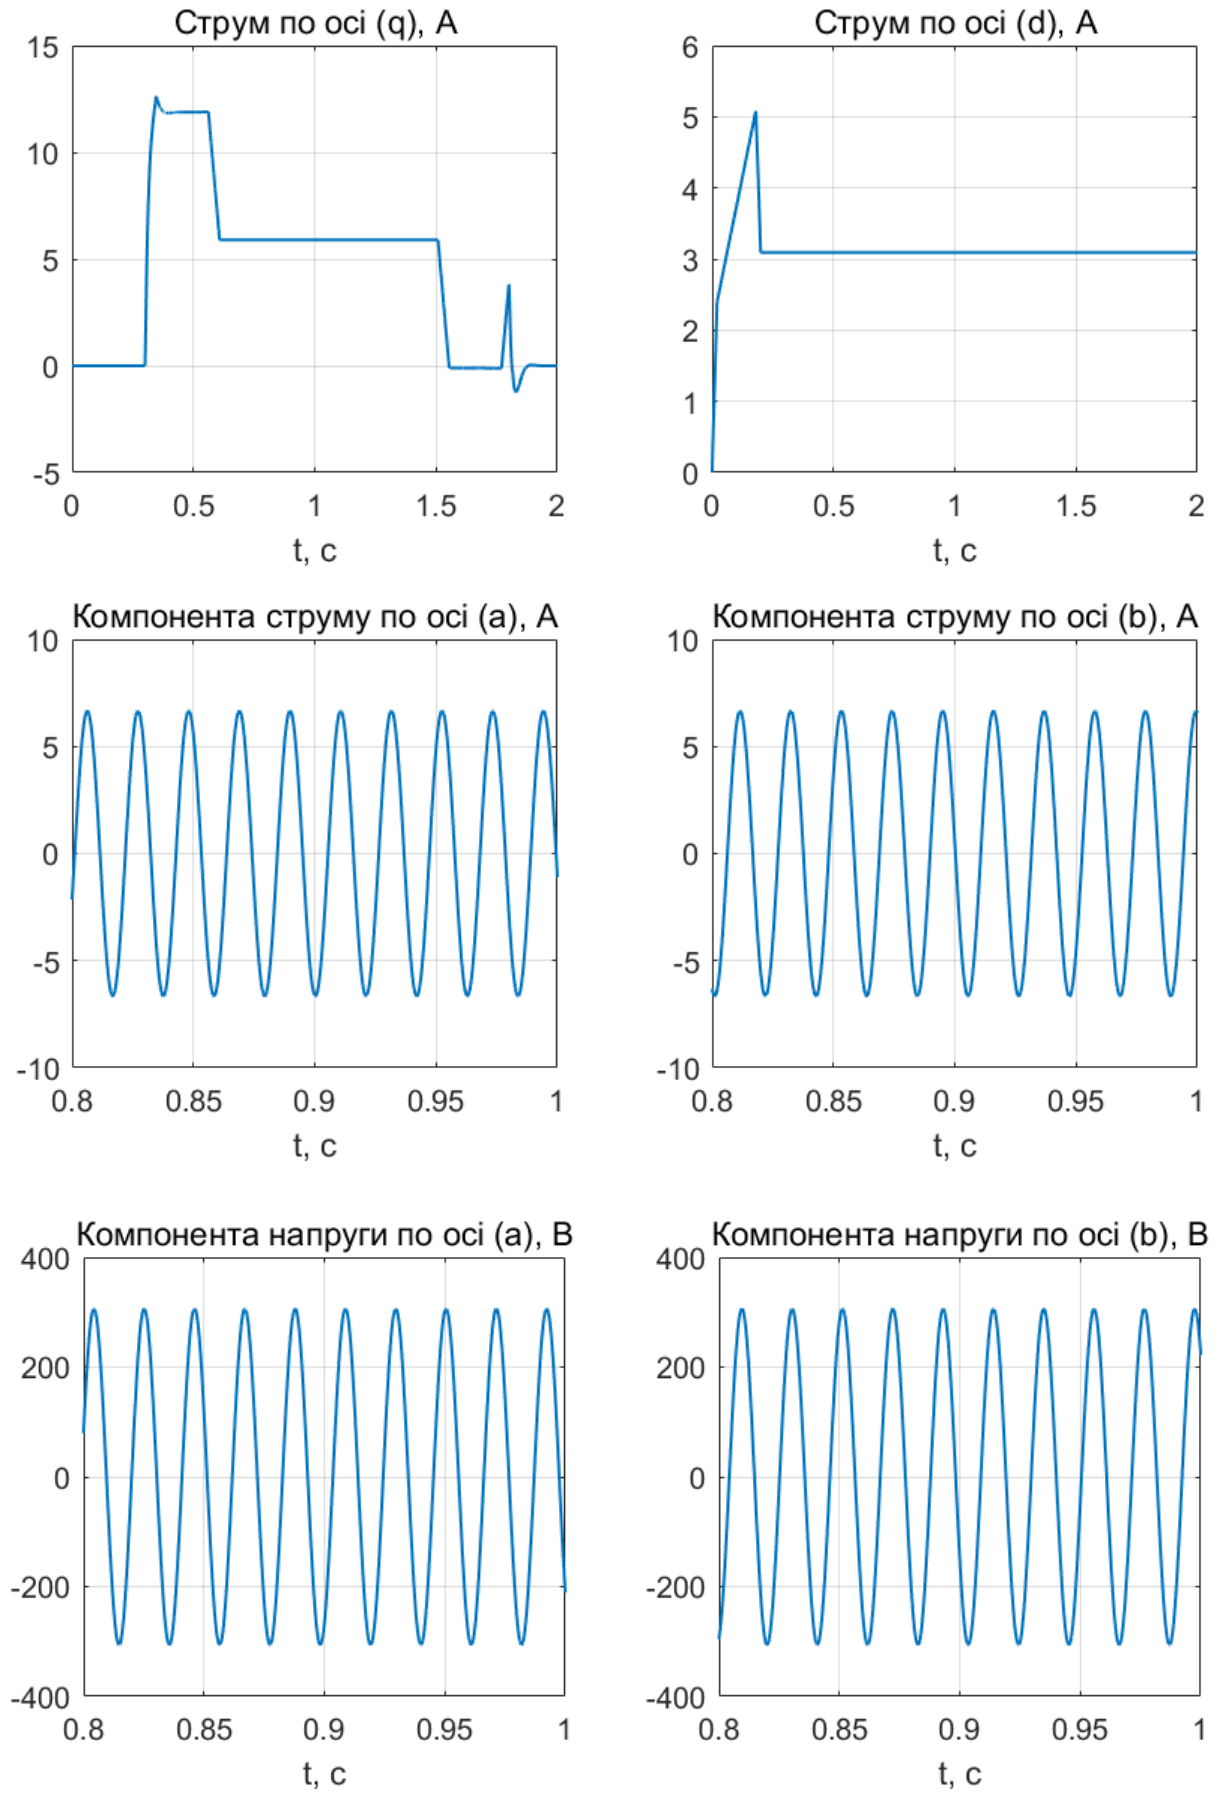 Струм по осі (q), А
15
10
5
0
-5
0 0.5 1 1.5 2
t, с
Струм по осі (d), А
6
5
4
3
2
1
0
0 0.5 1 1.5 2
t, с
Компонента струму по осі (a), А
10
5
0
-5
-10
0.8 0.85 0.9 0.95 1
t, с
Компонента струму по осі (b), А
10
5
0
-5
-10
0.8 0.85 0.9 0.95 1
t, с
Компонента напруги по осі (a), В
400
200
0
-200
-400
0.8 0.85 0.9 0.95 1
t, с
Компонента напруги по осі (b), В
400
200
0
-200
-400
0.8 0.85 0.9 0.95 1
t, с